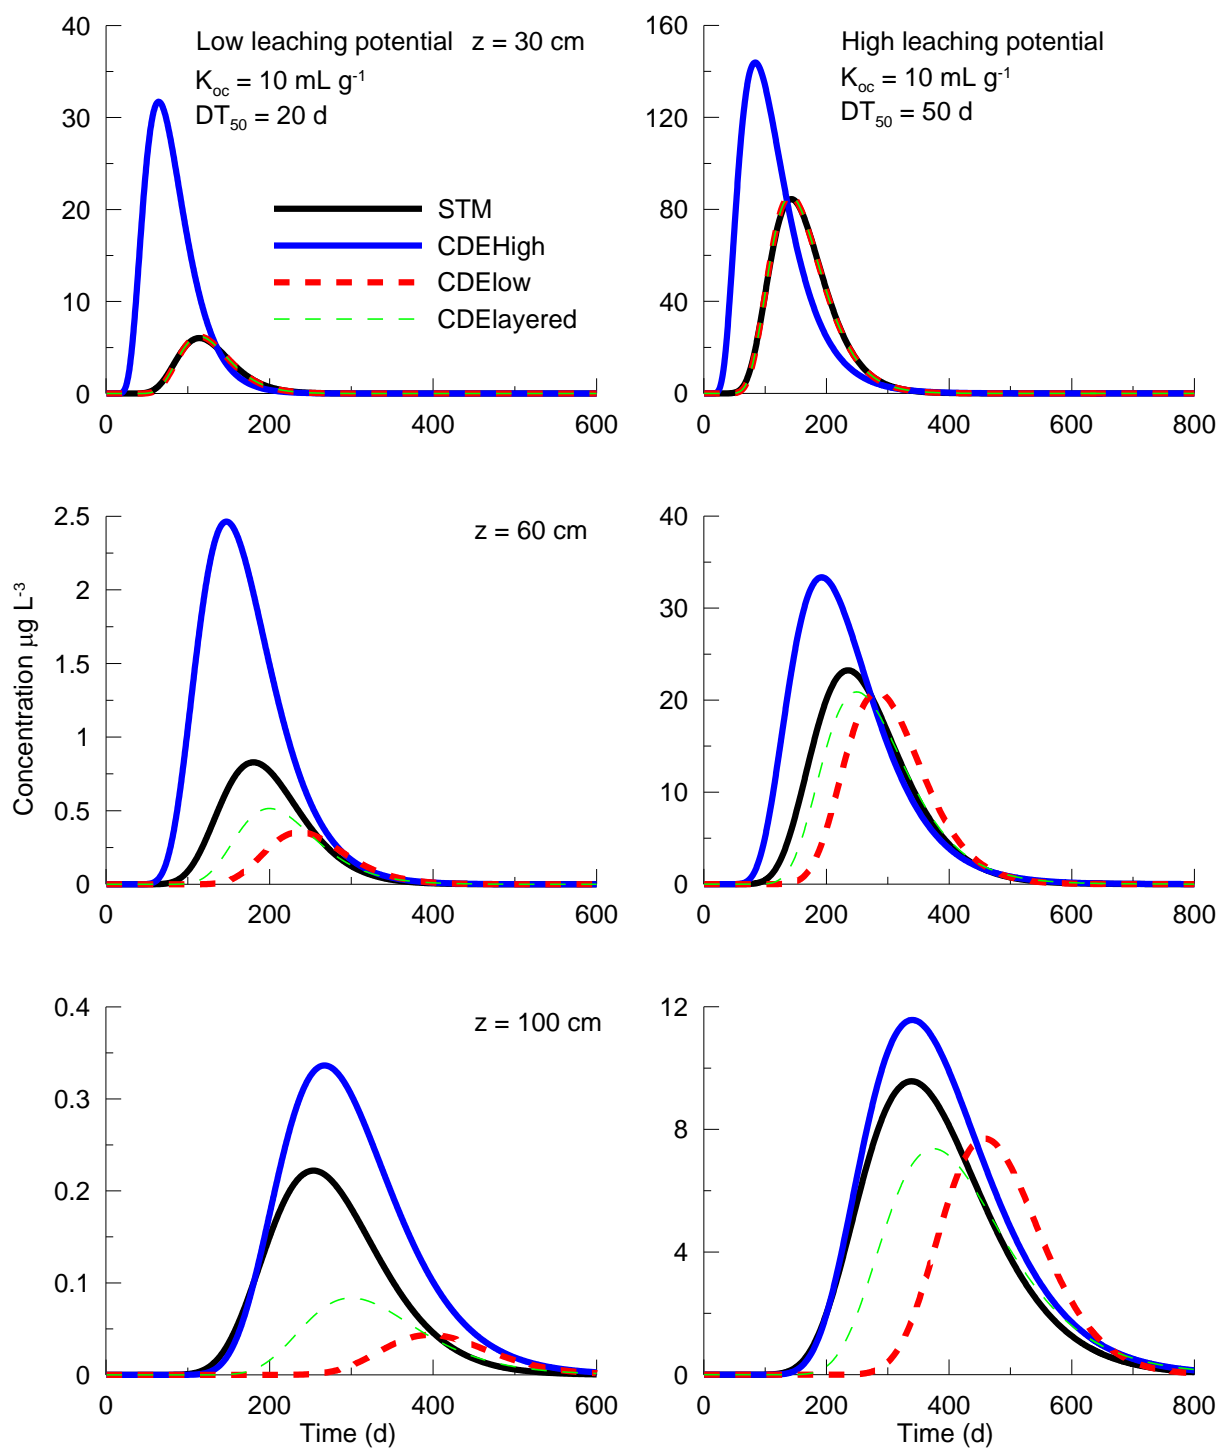 Low leaching potential z = 30 cm
Koc = 10 mL g-1
DT50 = 20 d
STM
CDEHigh
CDElow
CDElayered
40
30
20
10
0
0 200 400 600
High leaching potential
Koc = 10 mL g-1
DT50 = 50 d
160
120
80
40
0
0 200 400 600 800
z = 60 cm
Concentration µg L-3
2.5
2
1.5
1
0.5
0
0 200 400 600
40
30
20
10
0
0 200 400 600 800
z = 100 cm
0.4
0.3
0.2
0.1
0
0 200 400 600
Time (d)
12
8
4
0
0 200 400 600 800
Time (d)